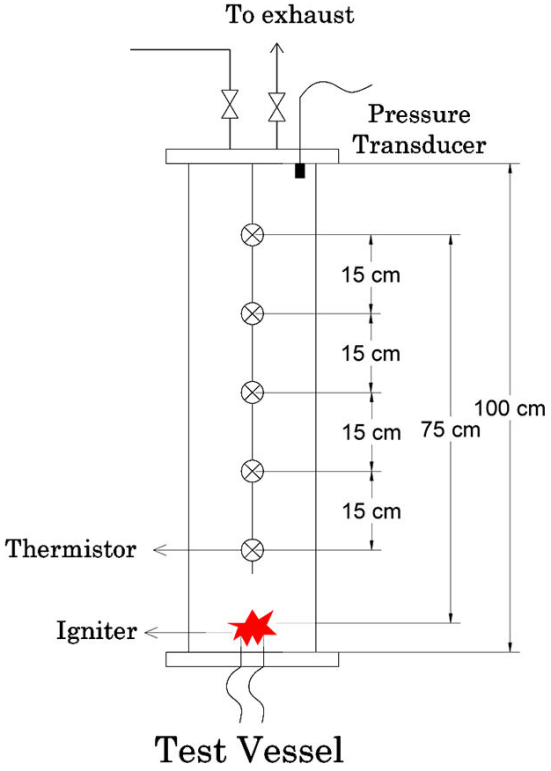 To exhaust
Pressure
Transducer
15 cm
15 cm
100 cm
75 cm
15 cm
15 cm
Thermistor
Igniter
Test Vessel